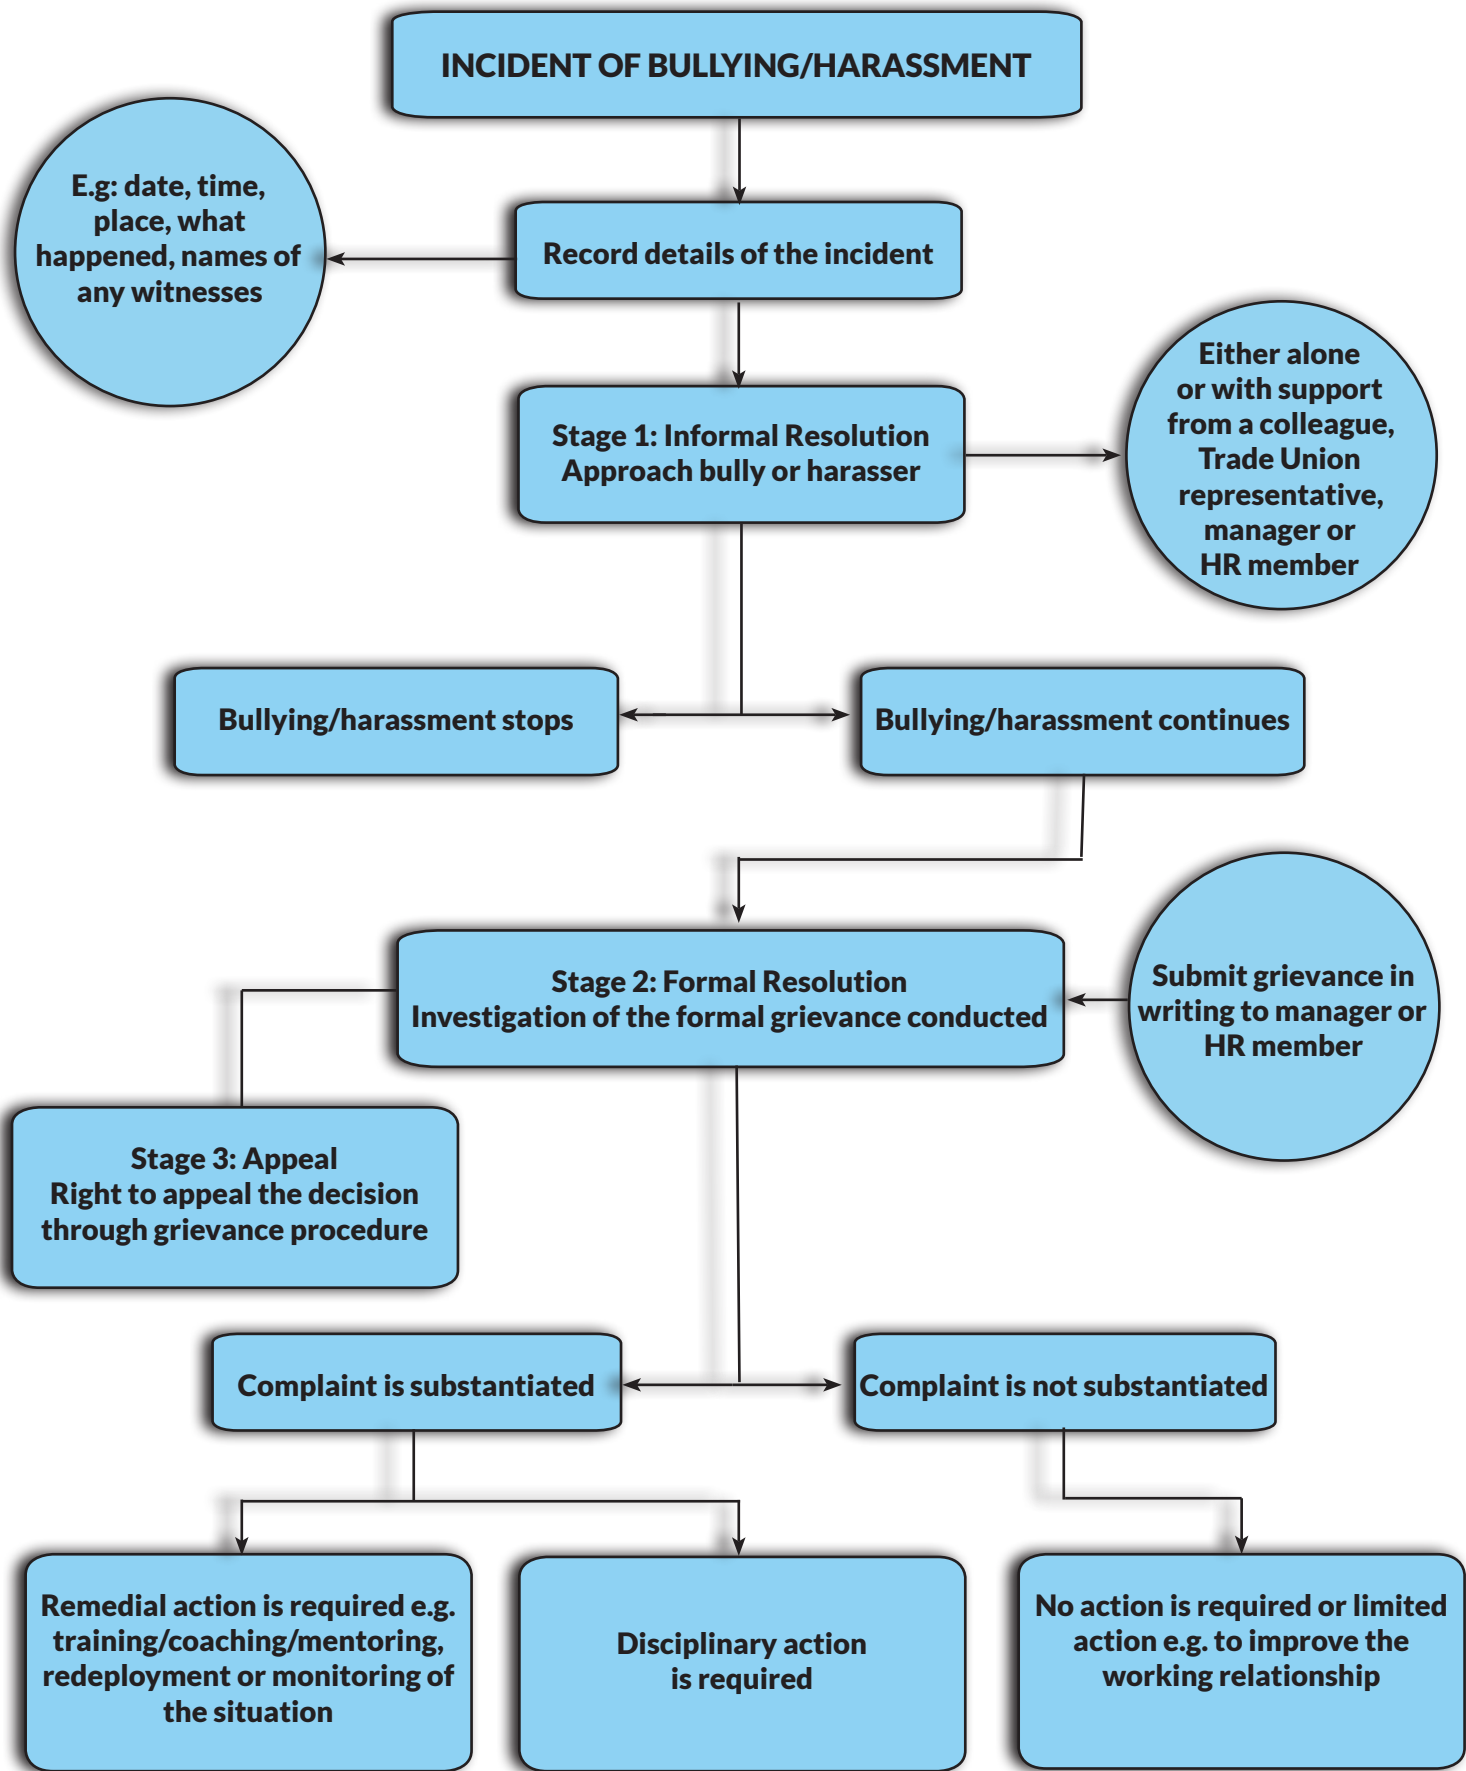 INCIDENT OF BULLYING/HARASSMENT
E.g: date, time,
place, what
happened, names of
any witnesses
Record details of the incident
Either alone
or with support
from a colleague,
Trade Union
representative,
manager or
HR member
Stage 1: Informal Resolution
Approach bully or harasser
Bullying/harassment stops
Bullying/harassment continues
Stage 2: Formal Resolution
Investigation of the formal grievance conducted
Submit grievance in
writing to manager or
HR member
Stage 3: Appeal
Right to appeal the decision
through grievance procedure
Complaint is substantiated
Complaint is not substantiated
Remedial action is required e.g.
training/coaching/mentoring,
redeployment or monitoring of
the situation
Disciplinary action
is required
No action is required or limited
action e.g. to improve the
working relationship